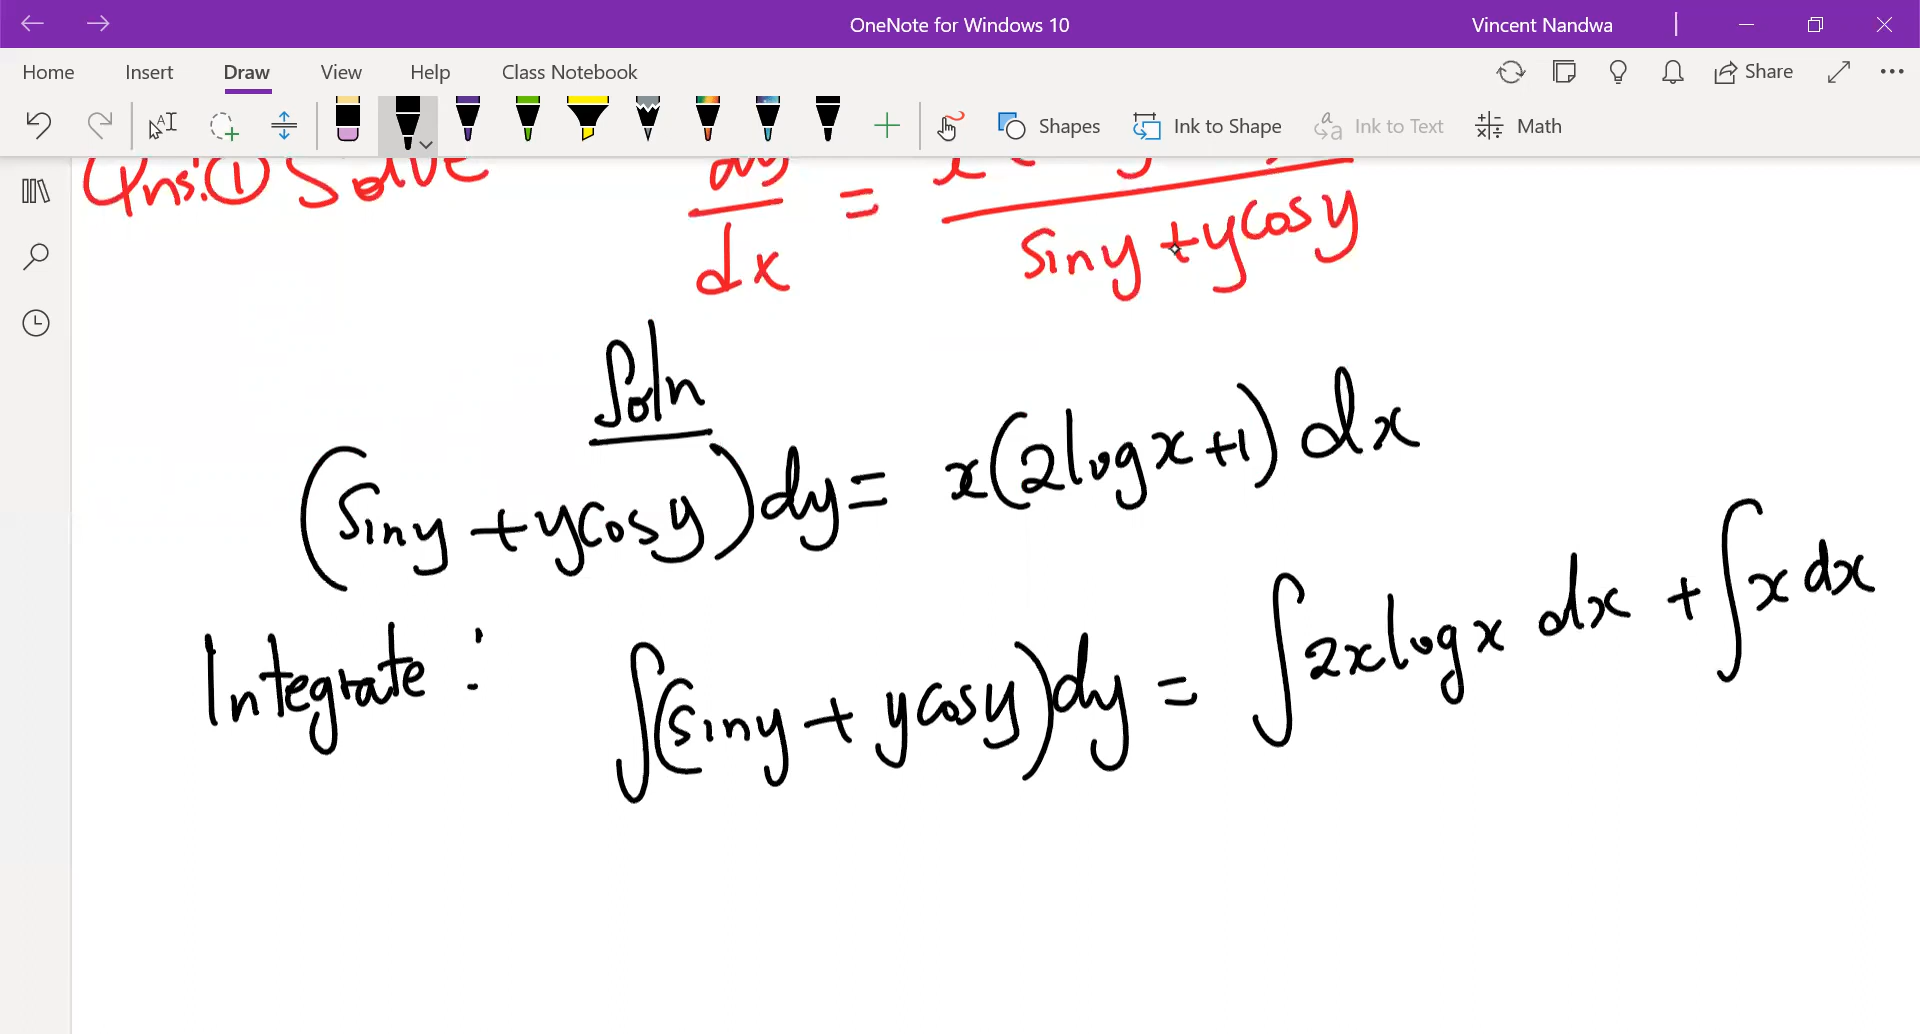 OneNote for Windows 10 Vincent Nandwa
Home Insert Draw View Help Class Notebook Share
Shapes Ink to Shape Ink to Text Math
Qns:① Solve dy/dx = /(siny + ycosy)
Soln
(Siny + ycosy)dy = x(2logx+1) dx
Integrate : ∫(siny + ycosy)dy = ∫2xlogx dx + ∫x dx